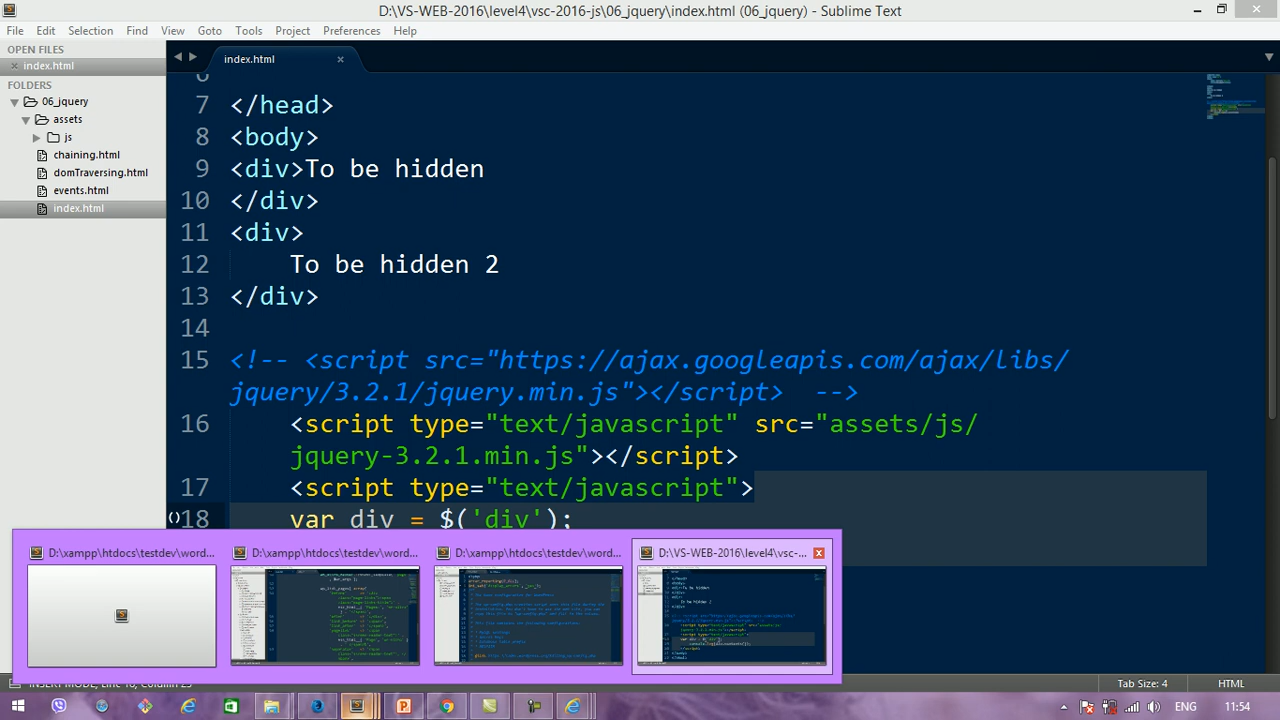 D:\VS-WEB-2016\level4\vsc-2016-js\06_jquery\index.html (06_jquery) - Sublime Text
File Edit Selection Find View Goto Tools Project Preferences Help
OPEN FILES
index.html
FOLDERS
06_jquery
assets
js
chaining.html
domTraversing.html
events.html
index.html
index.html
6
7 </head>
8 <body>
9 <div>To be hidden
10 </div>
11 <div>
12 To be hidden 2
13 </div>
14
15 <!-- <script src="https://ajax.googleapis.com/ajax/libs/
jquery/3.2.1/jquery.min.js"></script> -->
16 <script type="text/javascript" src="assets/js/
jquery-3.2.1.min.js"></script>
17 <script type="text/javascript">
18 var div = $('div');
D:\xampp\htdocs\testdev\word... D:\xampp\htdocs\testdev\word... D:\xampp\htdocs\testdev\word... D:\VS-WEB-2016\level4\vsc-...
Tab Size: 4 HTML
ENG 11:54